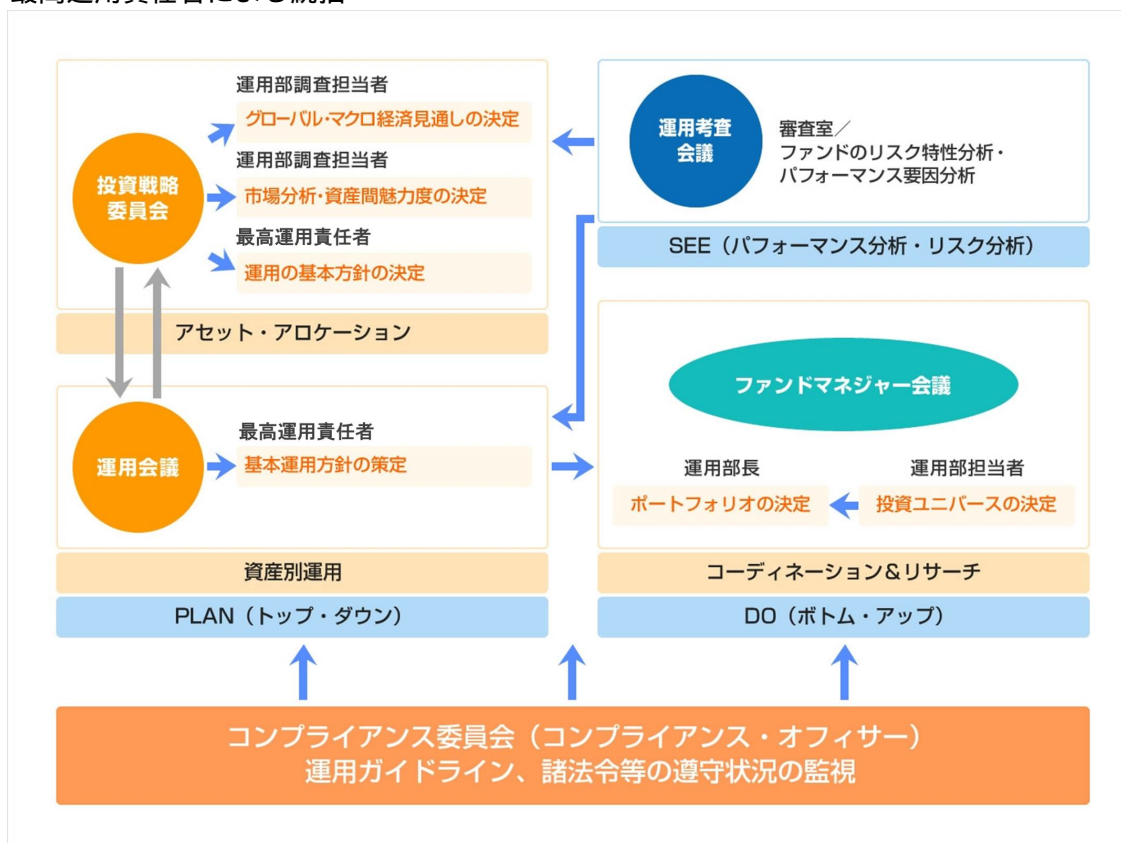 最高運用責任者による統括
運用部調査担当者
グローバル・マクロ経済見通しの決定
運用部調査担当者
市場分析・資産間魅力度の決定
投資戦略
委員会
最高運用責任者
運用の基本方針の決定
アセット・アロケーション
運用考査
会議
審査室／
ファンドのリスク特性分析・
パフォーマンス要因分析
SEE（パフォーマンス分析・リスク分析）
運用会議
最高運用責任者
基本運用方針の策定
資産別運用
PLAN（トップ・ダウン）
ファンドマネジャー会議
運用部長
ポートフォリオの決定
運用部担当者
投資ユニバースの決定
コーディネーション＆リサーチ
DO（ボトム・アップ）
コンプライアンス委員会（コンプライアンス・オフィサー）
運用ガイドライン、諸法令等の遵守状況の監視